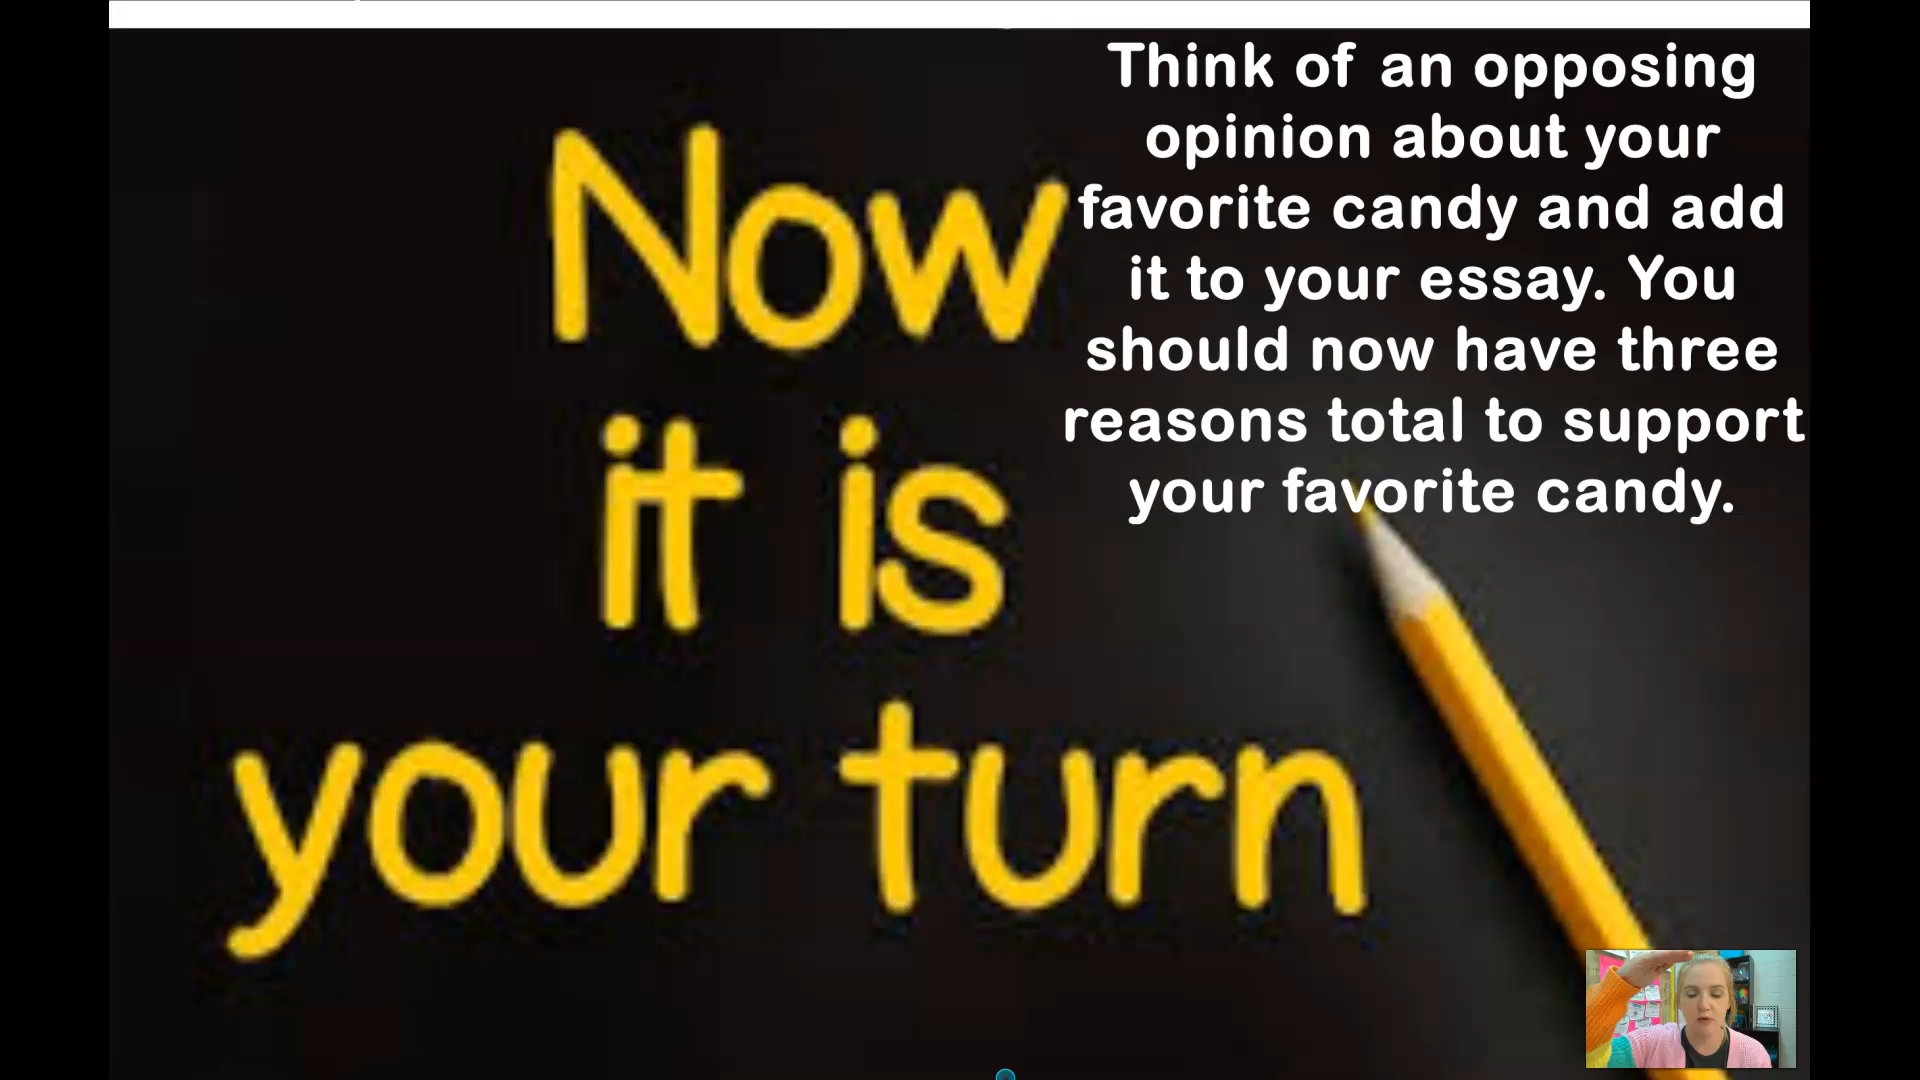 Now
it is
your turn
Think of an opposing
opinion about your
favorite candy and add
it to your essay. You
should now have three
reasons total to support
your favorite candy.